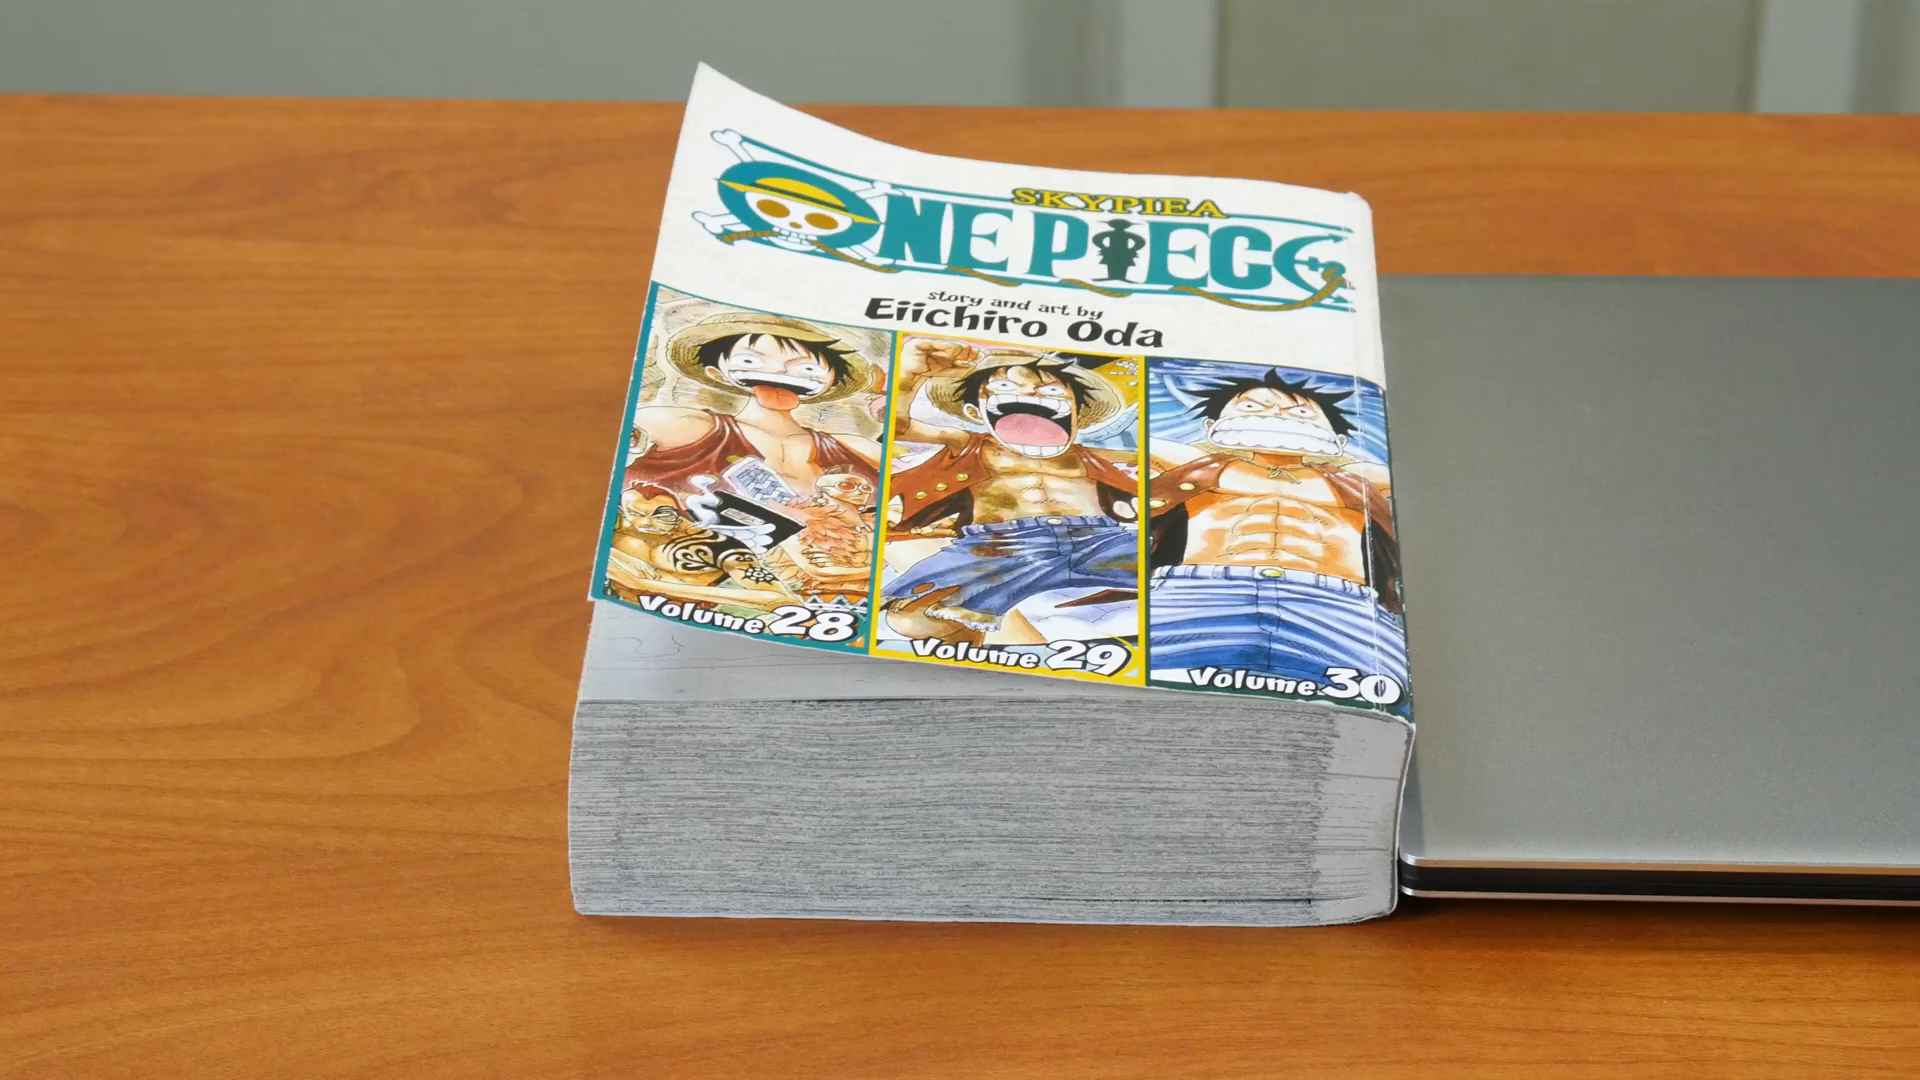 SKYPIEA
ONE PIECE
story and art by
Eiichiro Oda
Volume 28
Volume 29
Volume 30